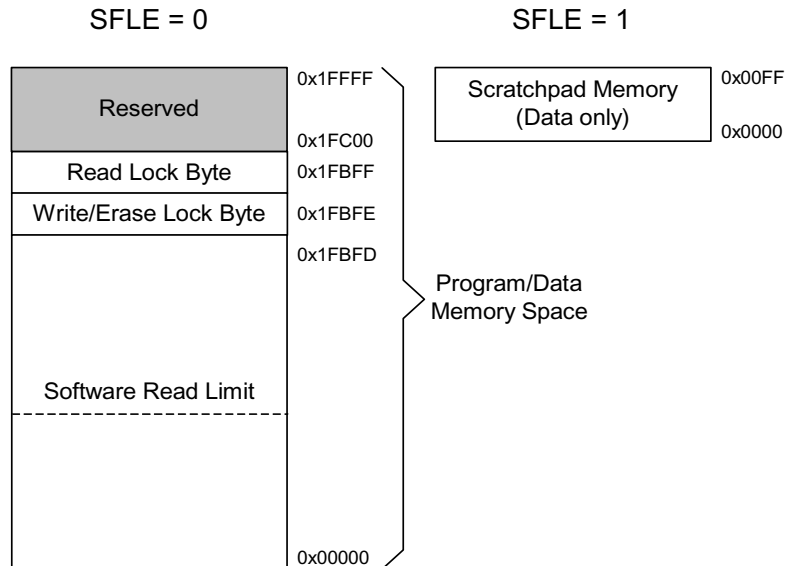 SFLE = 0
SFLE = 1
Reserved
0x1FFFF
0x1FC00
Read Lock Byte
0x1FBFF
Write/Erase Lock Byte
0x1FBFE
0x1FBFD
Software Read Limit
0x00000
Program/Data
Memory Space
Scratchpad Memory
(Data only)
0x00FF
0x0000